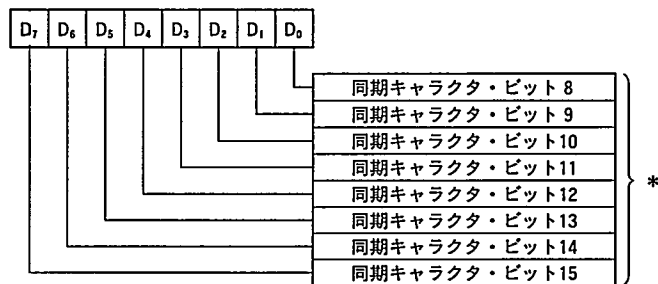 D₇ D₆ D₅ D₄ D₃ D₂ D₁ D₀
同期キャラクタ・ビット8
同期キャラクタ・ビット9
同期キャラクタ・ビット10
同期キャラクタ・ビット11
同期キャラクタ・ビット12
同期キャラクタ・ビット13
同期キャラクタ・ビット14
同期キャラクタ・ビット15
*